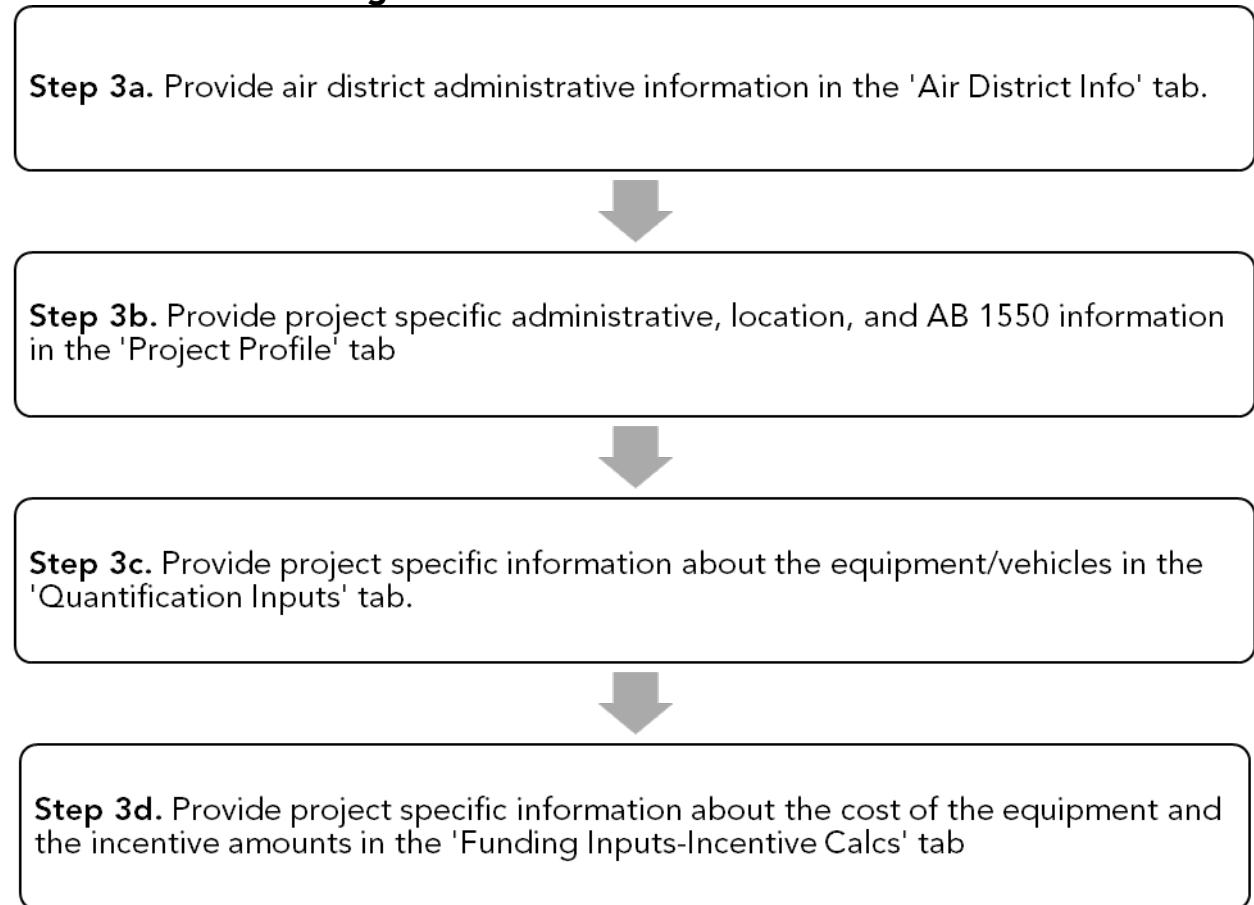 Step 3a. Provide air district administrative information in the 'Air District Info' tab.
Step 3b. Provide project specific administrative, location, and AB 1550 information
in the 'Project Profile' tab
Step 3c. Provide project specific information about the equipment/vehicles in the
'Quantification Inputs' tab.
Step 3d. Provide project specific information about the cost of the equipment and
the incentive amounts in the 'Funding Inputs-Incentive Calcs' tab